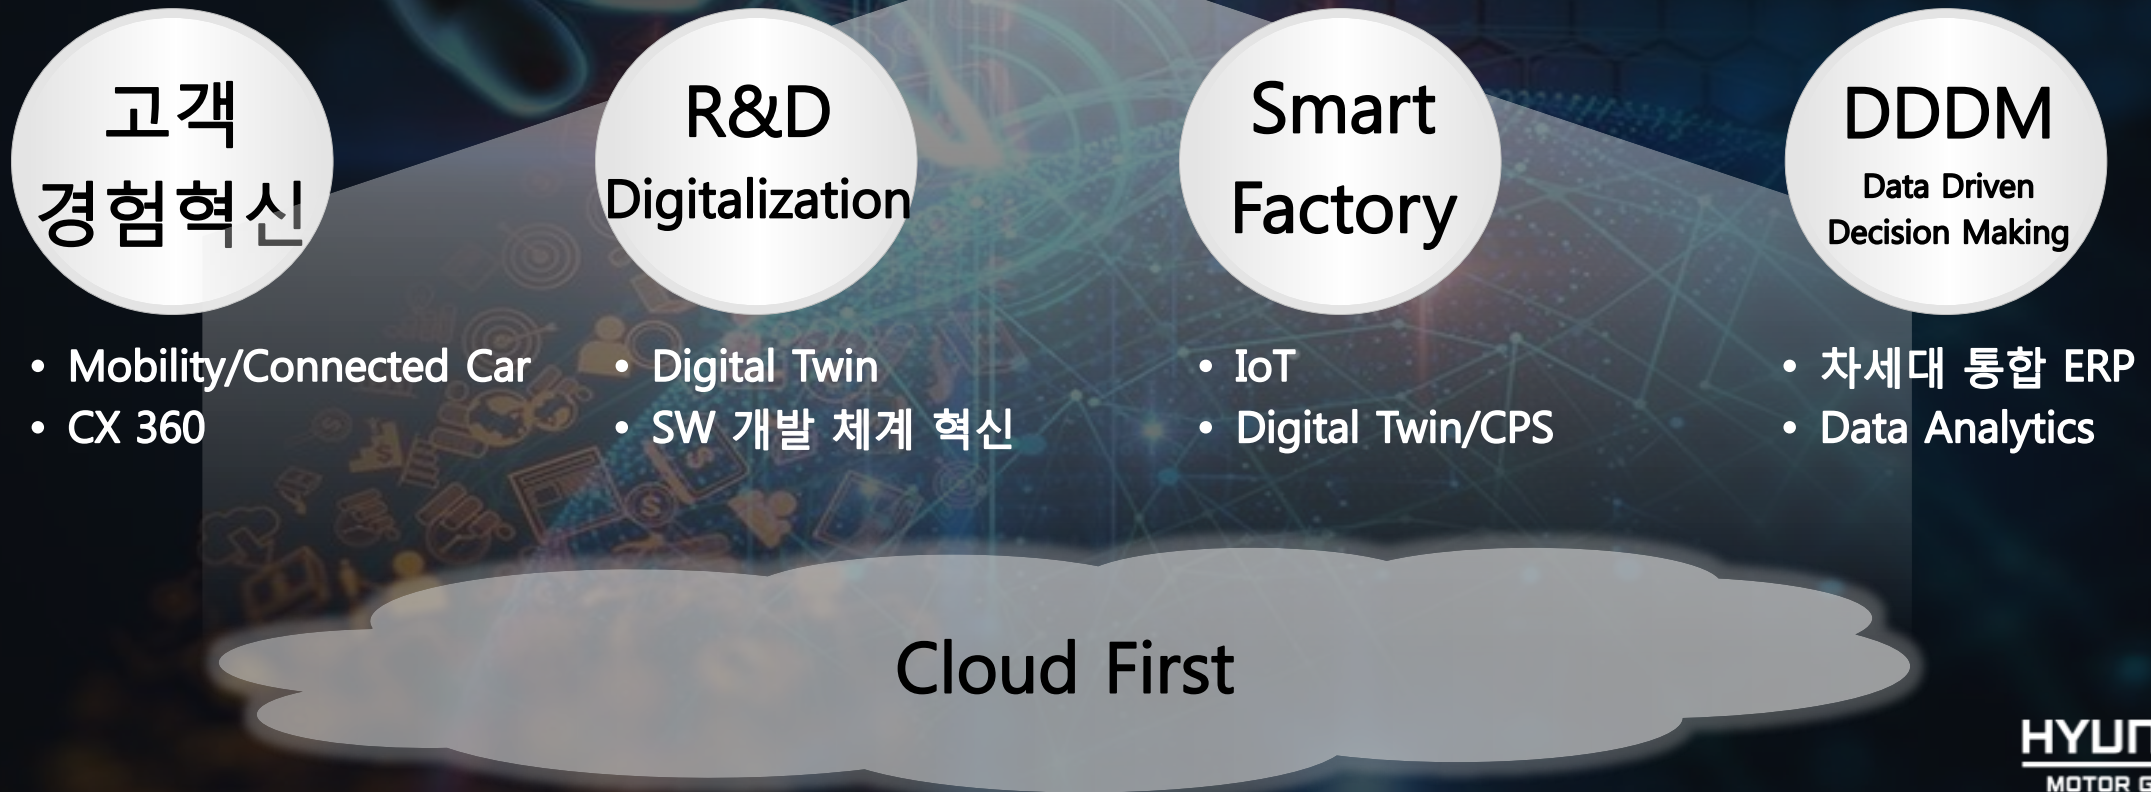 고객
경험혁신
R&D
Digitalization
Smart
Factory
DDDM
Data Driven
Decision Making
• Mobility/Connected Car
• CX 360
• Digital Twin
• SW 개발 체계 혁신
• IoT
• Digital Twin/CPS
• 차세대 통합 ERP
• Data Analytics
Cloud First
MOTOR